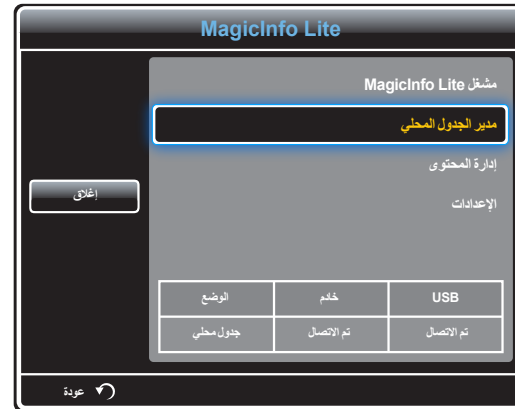 MagicInfo Lite
مشغل MagicInfo Lite
مدير الجدول المحلي
إدارة المحتوى
الإعدادات
إغلاق
USB خادم الوضع
تم الاتصال تم الاتصال جدول محلي
عودة